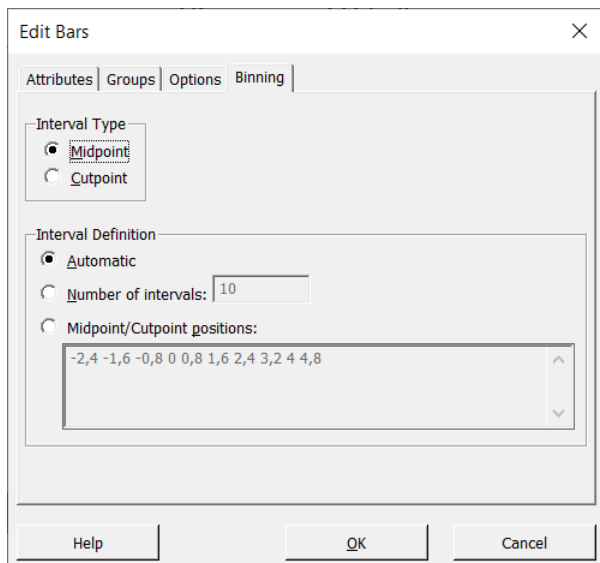 Edit Bars
Attributes Groups Options Binning
Interval Type
Midpoint
Cutpoint
Interval Definition
Automatic
Number of intervals: 10
Midpoint/Cutpoint positions:
-2,4 -1,6 -0,8 0 0,8 1,6 2,4 3,2 4 4,8
Help OK Cancel